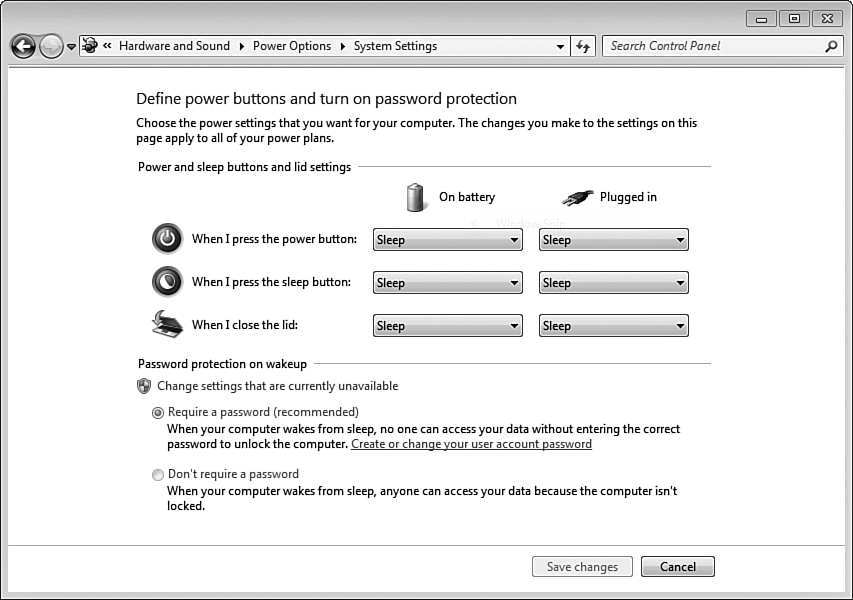 « Hardware and Sound ▸ Power Options ▸ System Settings
Search Control Panel
Define power buttons and turn on password protection
Choose the power settings that you want for your computer. The changes you make to the settings on this
page apply to all of your power plans.
Power and sleep buttons and lid settings
On battery
Plugged in
Window Snip
When I press the power button:
Sleep
Sleep
When I press the sleep button:
Sleep
Sleep
When I close the lid:
Sleep
Sleep
Password protection on wakeup
Change settings that are currently unavailable
Require a password (recommended)
When your computer wakes from sleep, no one can access your data without entering the correct
password to unlock the computer. Create or change your user account password
Don't require a password
When your computer wakes from sleep, anyone can access your data because the computer isn't
locked.
Save changes
Cancel